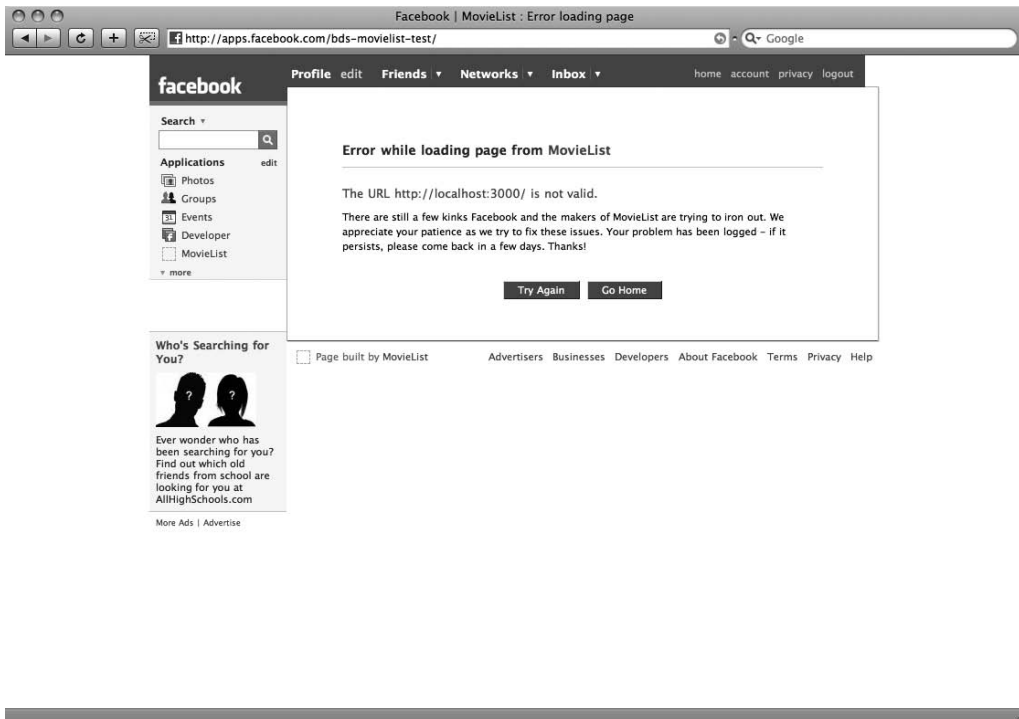 Facebook | MovieList : Error loading page
http://apps.facebook.com/bds-movielist-test/
Google
facebook
Profile edit Friends Networks Inbox home account privacy logout
Search
Applications edit
Photos
Groups
31 Events
Developer
MovieList
more
Error while loading page from MovieList
The URL http://localhost:3000/ is not valid.
There are still a few kinks Facebook and the makers of MovieList are trying to iron out. We
appreciate your patience as we try to fix these issues. Your problem has been logged – if it
persists, please come back in a few days. Thanks!
Try Again Go Home
Who's Searching for
You?
? ?
Ever wonder who has
been searching for you?
Find out which old
friends from school are
looking for you at
AllHighSchools.com
More Ads | Advertise
Page built by MovieList Advertisers Businesses Developers About Facebook Terms Privacy Help